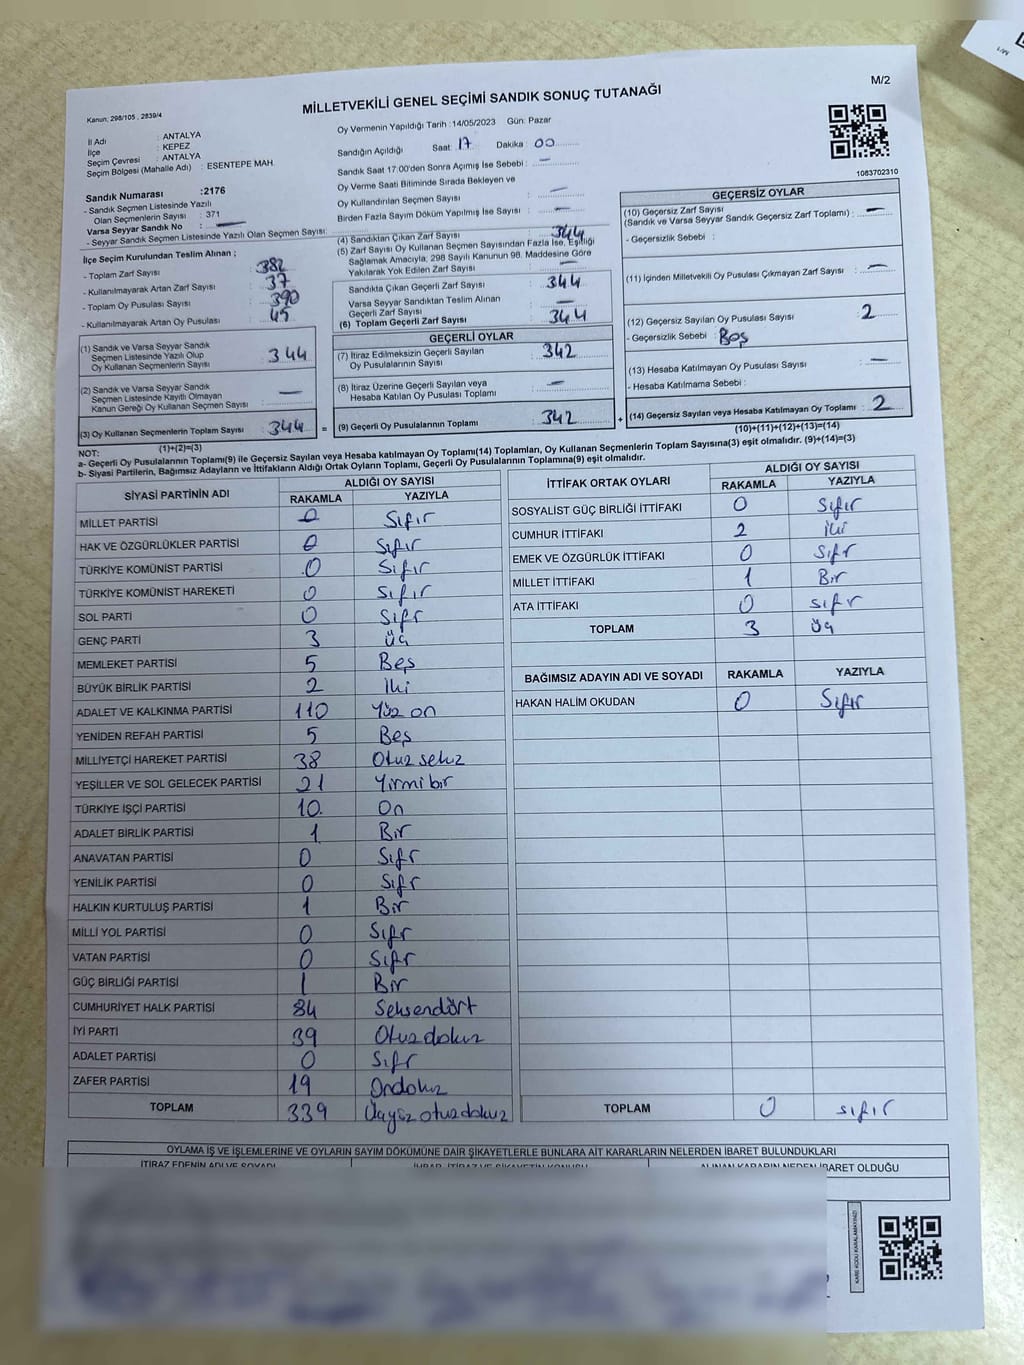 M/2
MİLLETVEKİLİ GENEL SEÇİMİ SANDIK SONUÇ TUTANAĞI
Kanun; 298/105 , 2839/4
İl Adı : ANTALYA
İlçe : KEPEZ
Seçim Çevresi : ANTALYA
Seçim Bölgesi (Mahalle Adı) : ESENTEPE MAH.
Oy Vermenin Yapıldığı Tarih :14/05/2023 Gün: Pazar
Sandığın Açıldığı Saat: 17 Dakika : 00
Sandık Saat 17:00'den Sonra Açımış İse Sebebi : —
Oy Verme Saati Bitiminde Sırada Bekleyen ve
Oy Kullandırılan Seçmen Sayısı : —
Birden Fazla Sayım Döküm Yapılmış İse Sayısı : —
1083702310
Sandık Numarası :2176
- Sandık Seçmen Listesinde Yazılı
Olan Seçmenlerin Sayısı : 371
Varsa Seyyar Sandık No : —
- Seyyar Sandık Seçmen Listesinde Yazılı Olan Seçmen Sayısı:
İlçe Seçim Kurulundan Teslim Alınan ;
- Toplam Zarf Sayısı : 382
- Kullanılmayarak Artan Zarf Sayısı : 37
- Toplam Oy Pusulası Sayısı : 390
- Kullanılmayarak Artan Oy Pusulası : 45
(1) Sandık ve Varsa Seyyar Sandık
Seçmen Listesinde Yazılı Olup
Oy Kullanan Seçmenlerin Sayısı : 344
(2) Sandık ve Varsa Seyyar Sandık
Seçmen Listesinde Kayıtlı Olmayan
Kanun Gereği Oy Kullanan Seçmen Sayısı : —
(3) Oy Kullanan Seçmenlerin Toplam Sayısı : 344 =
(1)+(2)=(3)
(4) Sandıktan Çıkan Zarf Sayısı : 344
(5) Zarf Sayısı Oy Kullanan Seçmen Sayısından Fazla İse, Eşitliği
Sağlamak Amacıyla; 298 Sayılı Kanunun 98. Maddesine Göre
Yakılarak Yok Edilen Zarf Sayısı : —
Sandıkta Çıkan Geçerli Zarf Sayısı : 344
Varsa Seyyar Sandıktan Teslim Alınan
Geçerli Zarf Sayısı : —
(6) Toplam Geçerli Zarf Sayısı : 344
GEÇERLİ OYLAR
(7) İtiraz Edilmeksizin Geçerli Sayılan
Oy Pusulasının Sayısı : 342
(8) İtiraz Üzerine Geçerli Sayılan veya
Hesaba Katılan Oy Pusulası Toplamı : —
(9) Geçerli Oy Pusulalarının Toplamı : 342 +
GEÇERSİZ OYLAR
(10) Geçersiz Zarf Sayısı
(Sandık ve Varsa Seyyar Sandık Geçersiz Zarf Toplamı) : —
- Geçersizlik Sebebi :
(11) İçinden Milletvekili Oy Pusulası Çıkmayan Zarf Sayısı : —
(12) Geçersiz Sayılan Oy Pusulası Sayısı : 2
- Geçersizlik Sebebi : Boş
(13) Hesaba Katılmayan Oy Pusulası Sayısı : —
- Hesaba Katılmama Sebebi :
(14) Geçersiz Sayılan veya Hesaba Katılmayan Oy Toplamı : 2
(10)+(11)+(12)+(13)=(14)
NOT:
a- Geçerli Oy Pusulalarının Toplamı(9) ile Geçersiz Sayılan veya Hesaba katılmayan Oy Toplamı(14) Toplamları, Oy Kullanan Seçmenlerin Toplam Sayısına(3) eşit olmalıdır. (9)+(14)=(3)
b- Siyasi Partilerin, Bağımsız Adayların ve İttifakların Aldığı Ortak Oyların Toplamı, Geçerli Oy Pusulalarının Toplamına(9) eşit olmalıdır.
SİYASİ PARTİNİN ADI ALDIĞI OY SAYISI
RAKAMLA YAZIYLA
MİLLET PARTİSİ 0 Sıfır
HAK VE ÖZGÜRLÜKLER PARTİSİ 0 Sıfır
TÜRKİYE KOMÜNİST PARTİSİ 0 Sıfır
TÜRKİYE KOMÜNİST HAREKETİ 0 Sıfır
SOL PARTİ 0 Sıfr
GENÇ PARTİ 3 Üç
MEMLEKET PARTİSİ 5 Beş
BÜYÜK BİRLİK PARTİSİ 2 İki
ADALET VE KALKINMA PARTİSİ 110 Yüz on
YENİDEN REFAH PARTİSİ 5 Beş
MİLLİYETÇİ HAREKET PARTİSİ 38 Otuz sekiz
YEŞİLLER VE SOL GELECEK PARTİSİ 21 Yirmibir
TÜRKİYE İŞÇİ PARTİSİ 10 On
ADALET BİRLİK PARTİSİ 1 Bir
ANAVATAN PARTİSİ 0 Sıfr
YENİLİK PARTİSİ 0 Sıfr
HALKIN KURTULUŞ PARTİSİ 1 Bir
MİLLİ YOL PARTİSİ 0 Sıfr
VATAN PARTİSİ 0 Sıfr
GÜÇ BİRLİĞİ PARTİSİ 1 Bir
CUMHURİYET HALK PARTİSİ 84 Seksendört
İYİ PARTİ 39 Otuzdokuz
ADALET PARTİSİ 0 Sıfr
ZAFER PARTİSİ 19 Ondokuz
TOPLAM 339 Üçyüz otuzdokuz
İTTİFAK ORTAK OYLARI ALDIĞI OY SAYISI
RAKAMLA YAZIYLA
SOSYALİST GÜÇ BİRLİĞİ İTTİFAKI 0 Sıfır
CUMHUR İTTİFAKI 2 İki
EMEK VE ÖZGÜRLÜK İTTİFAKI 0 Sıfr
MİLLET İTTİFAKI 1 Bir
ATA İTTİFAKI 0 sıfır
TOPLAM 3 Üç
BAĞIMSIZ ADAYIN ADI VE SOYADI RAKAMLA YAZIYLA
HAKAN HALİM OKUDAN 0 Sıfır
TOPLAM 0 sıfır
OYLAMA İŞ VE İŞLEMLERİNE VE OYLARIN SAYIM DÖKÜMÜNE DAİR ŞİKAYETLERLE BUNLARA AİT KARARLARIN NELERDEN İBARET BULUNDUKLARI
İTİRAZ EDENİN ADI VE SOYADI İHBAR, İTİRAZ VE ŞİKAYETİN KONUSU ALINAN KARARIN NEDEN İBARET OLDUĞU
KARE KODU KARALAMAYINIZ!